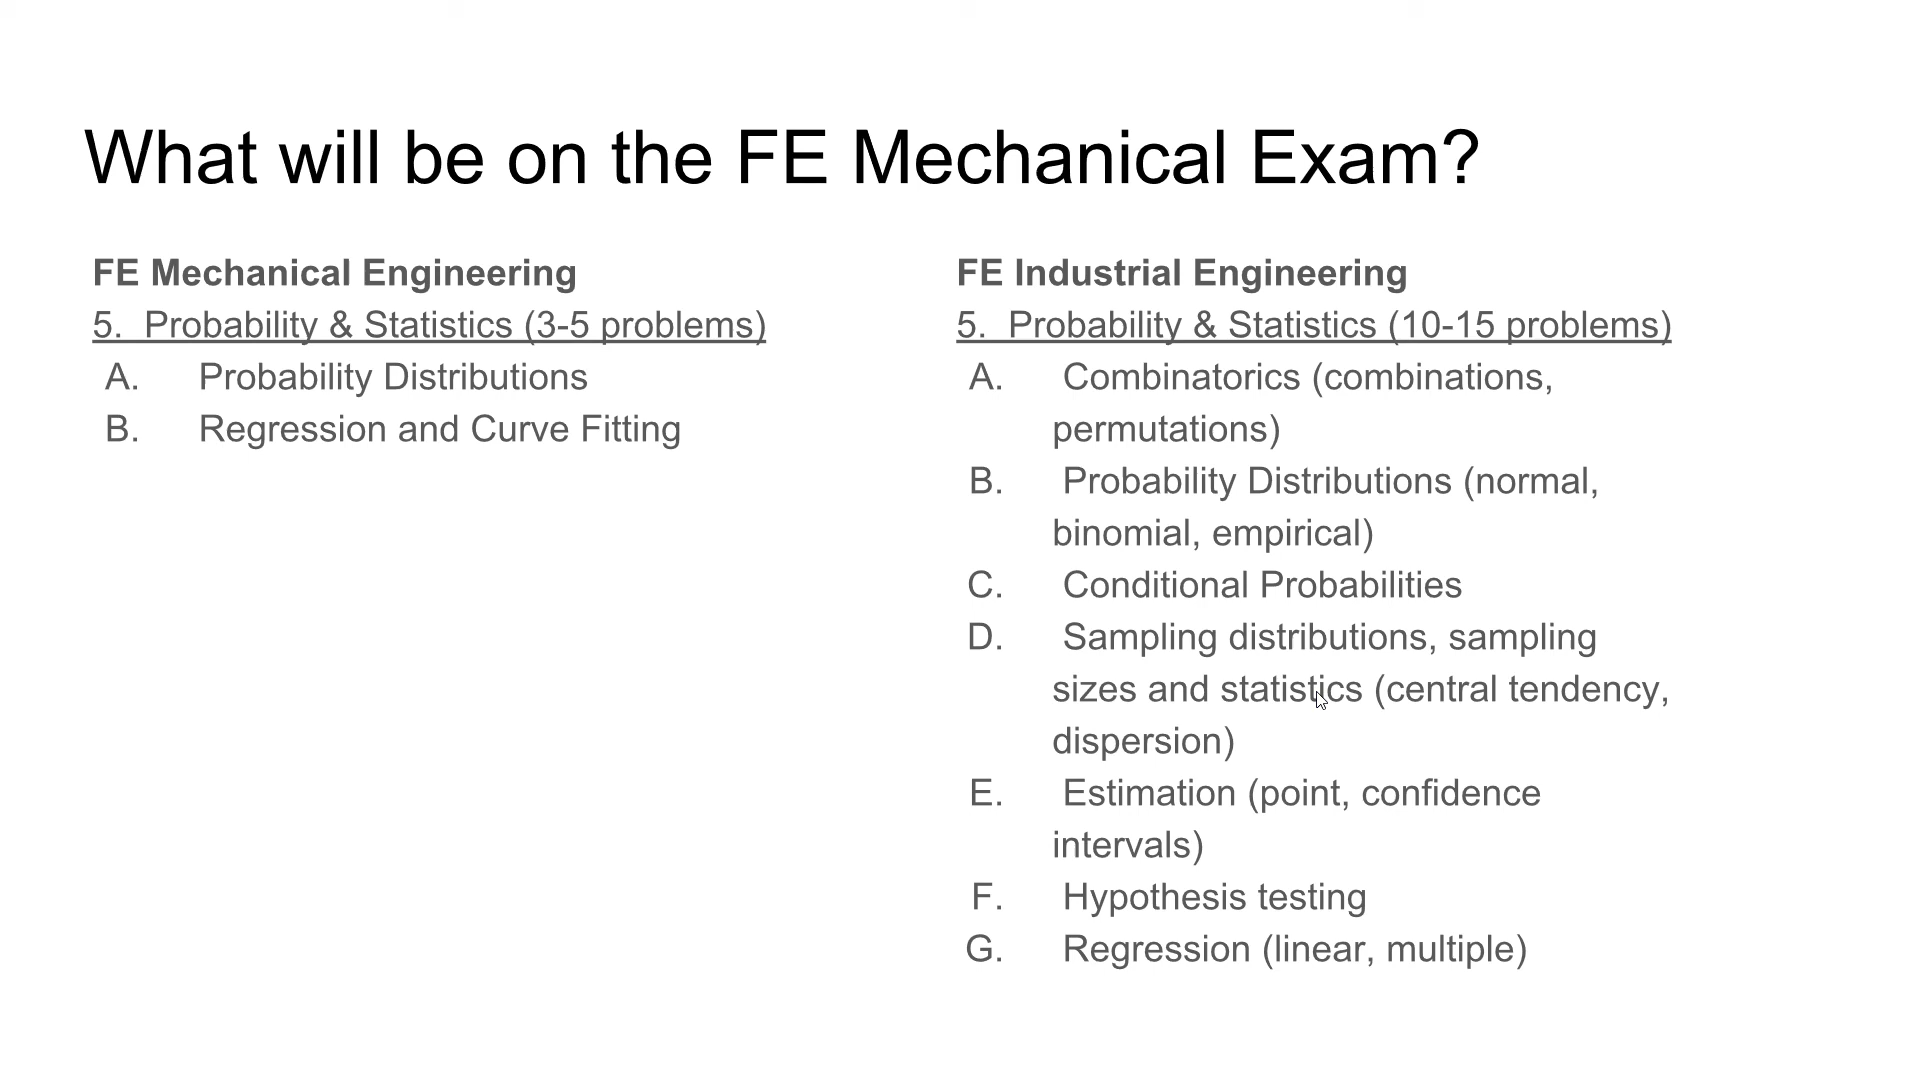 What will be on the FE Mechanical Exam?
FE Mechanical Engineering
5. Probability & Statistics (3-5 problems)
A. Probability Distributions
B. Regression and Curve Fitting
FE Industrial Engineering
5. Probability & Statistics (10-15 problems)
A. Combinatorics (combinations,
permutations)
B. Probability Distributions (normal,
binomial, empirical)
C. Conditional Probabilities
D. Sampling distributions, sampling
sizes and statistics (central tendency,
dispersion)
E. Estimation (point, confidence
intervals)
F. Hypothesis testing
G. Regression (linear, multiple)